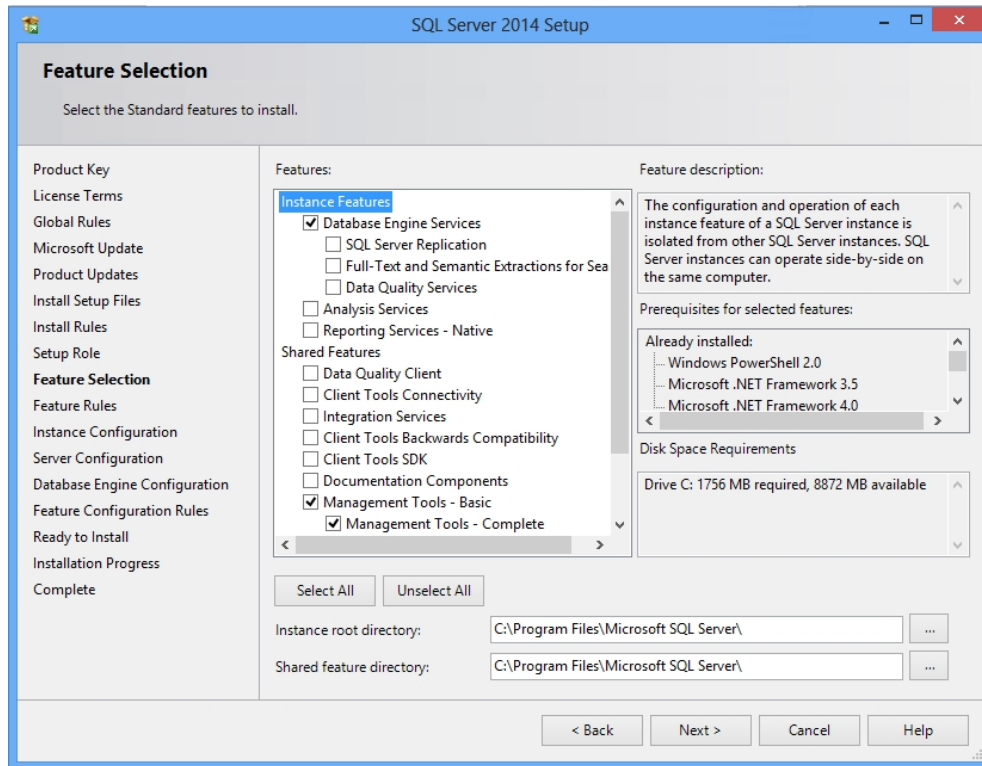 SQL Server 2014 Setup
Feature Selection
Select the Standard features to install.
Product Key
License Terms
Global Rules
Microsoft Update
Product Updates
Install Setup Files
Install Rules
Setup Role
Feature Selection
Feature Rules
Instance Configuration
Server Configuration
Database Engine Configuration
Feature Configuration Rules
Ready to Install
Installation Progress
Complete
Features:
Instance Features
Database Engine Services
SQL Server Replication
Full-Text and Semantic Extractions for Sea
Data Quality Services
Analysis Services
Reporting Services - Native
Shared Features
Data Quality Client
Client Tools Connectivity
Integration Services
Client Tools Backwards Compatibility
Client Tools SDK
Documentation Components
Management Tools - Basic
Management Tools - Complete
Feature description:
The configuration and operation of each
instance feature of a SQL Server instance is
isolated from other SQL Server instances. SQL
Server instances can operate side-by-side on
the same computer.
Prerequisites for selected features:
Already installed:
Windows PowerShell 2.0
Microsoft .NET Framework 3.5
Microsoft .NET Framework 4.0
Disk Space Requirements
Drive C: 1756 MB required, 8872 MB available
Select All
Unselect All
Instance root directory:
C:\Program Files\Microsoft SQL Server\
...
Shared feature directory:
C:\Program Files\Microsoft SQL Server\
...
< Back
Next >
Cancel
Help